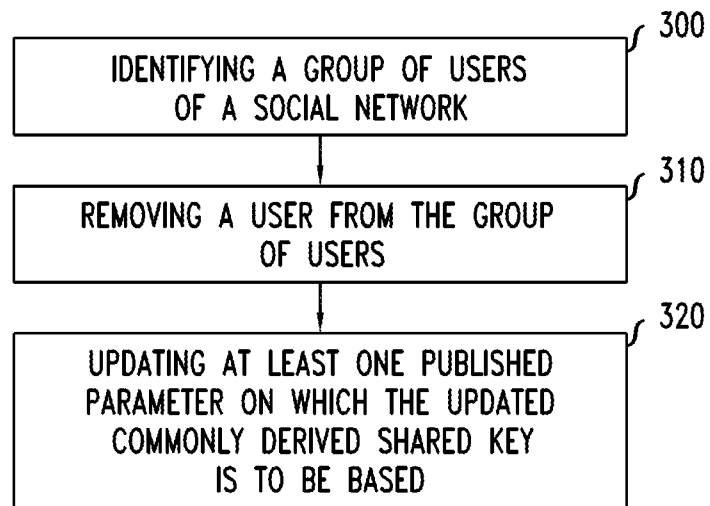 300
IDENTIFYING A GROUP OF USERS
OF A SOCIAL NETWORK
310
REMOVING A USER FROM THE GROUP
OF USERS
320
UPDATING AT LEAST ONE PUBLISHED
PARAMETER ON WHICH THE UPDATED
COMMONLY DERIVED SHARED KEY
IS TO BE BASED